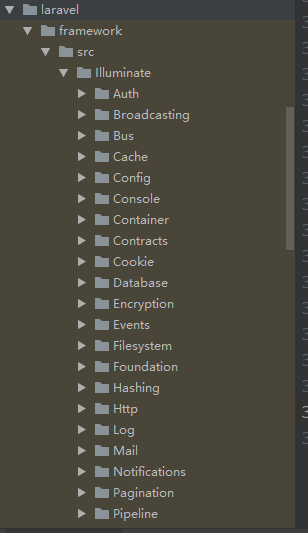 laravel
framework
src
Illuminate
Auth
Broadcasting
Bus
Cache
Config
Console
Container
Contracts
Cookie
Database
Encryption
Events
Filesystem
Foundation
Hashing
Http
Log
Mail
Notifications
Pagination
Pipeline